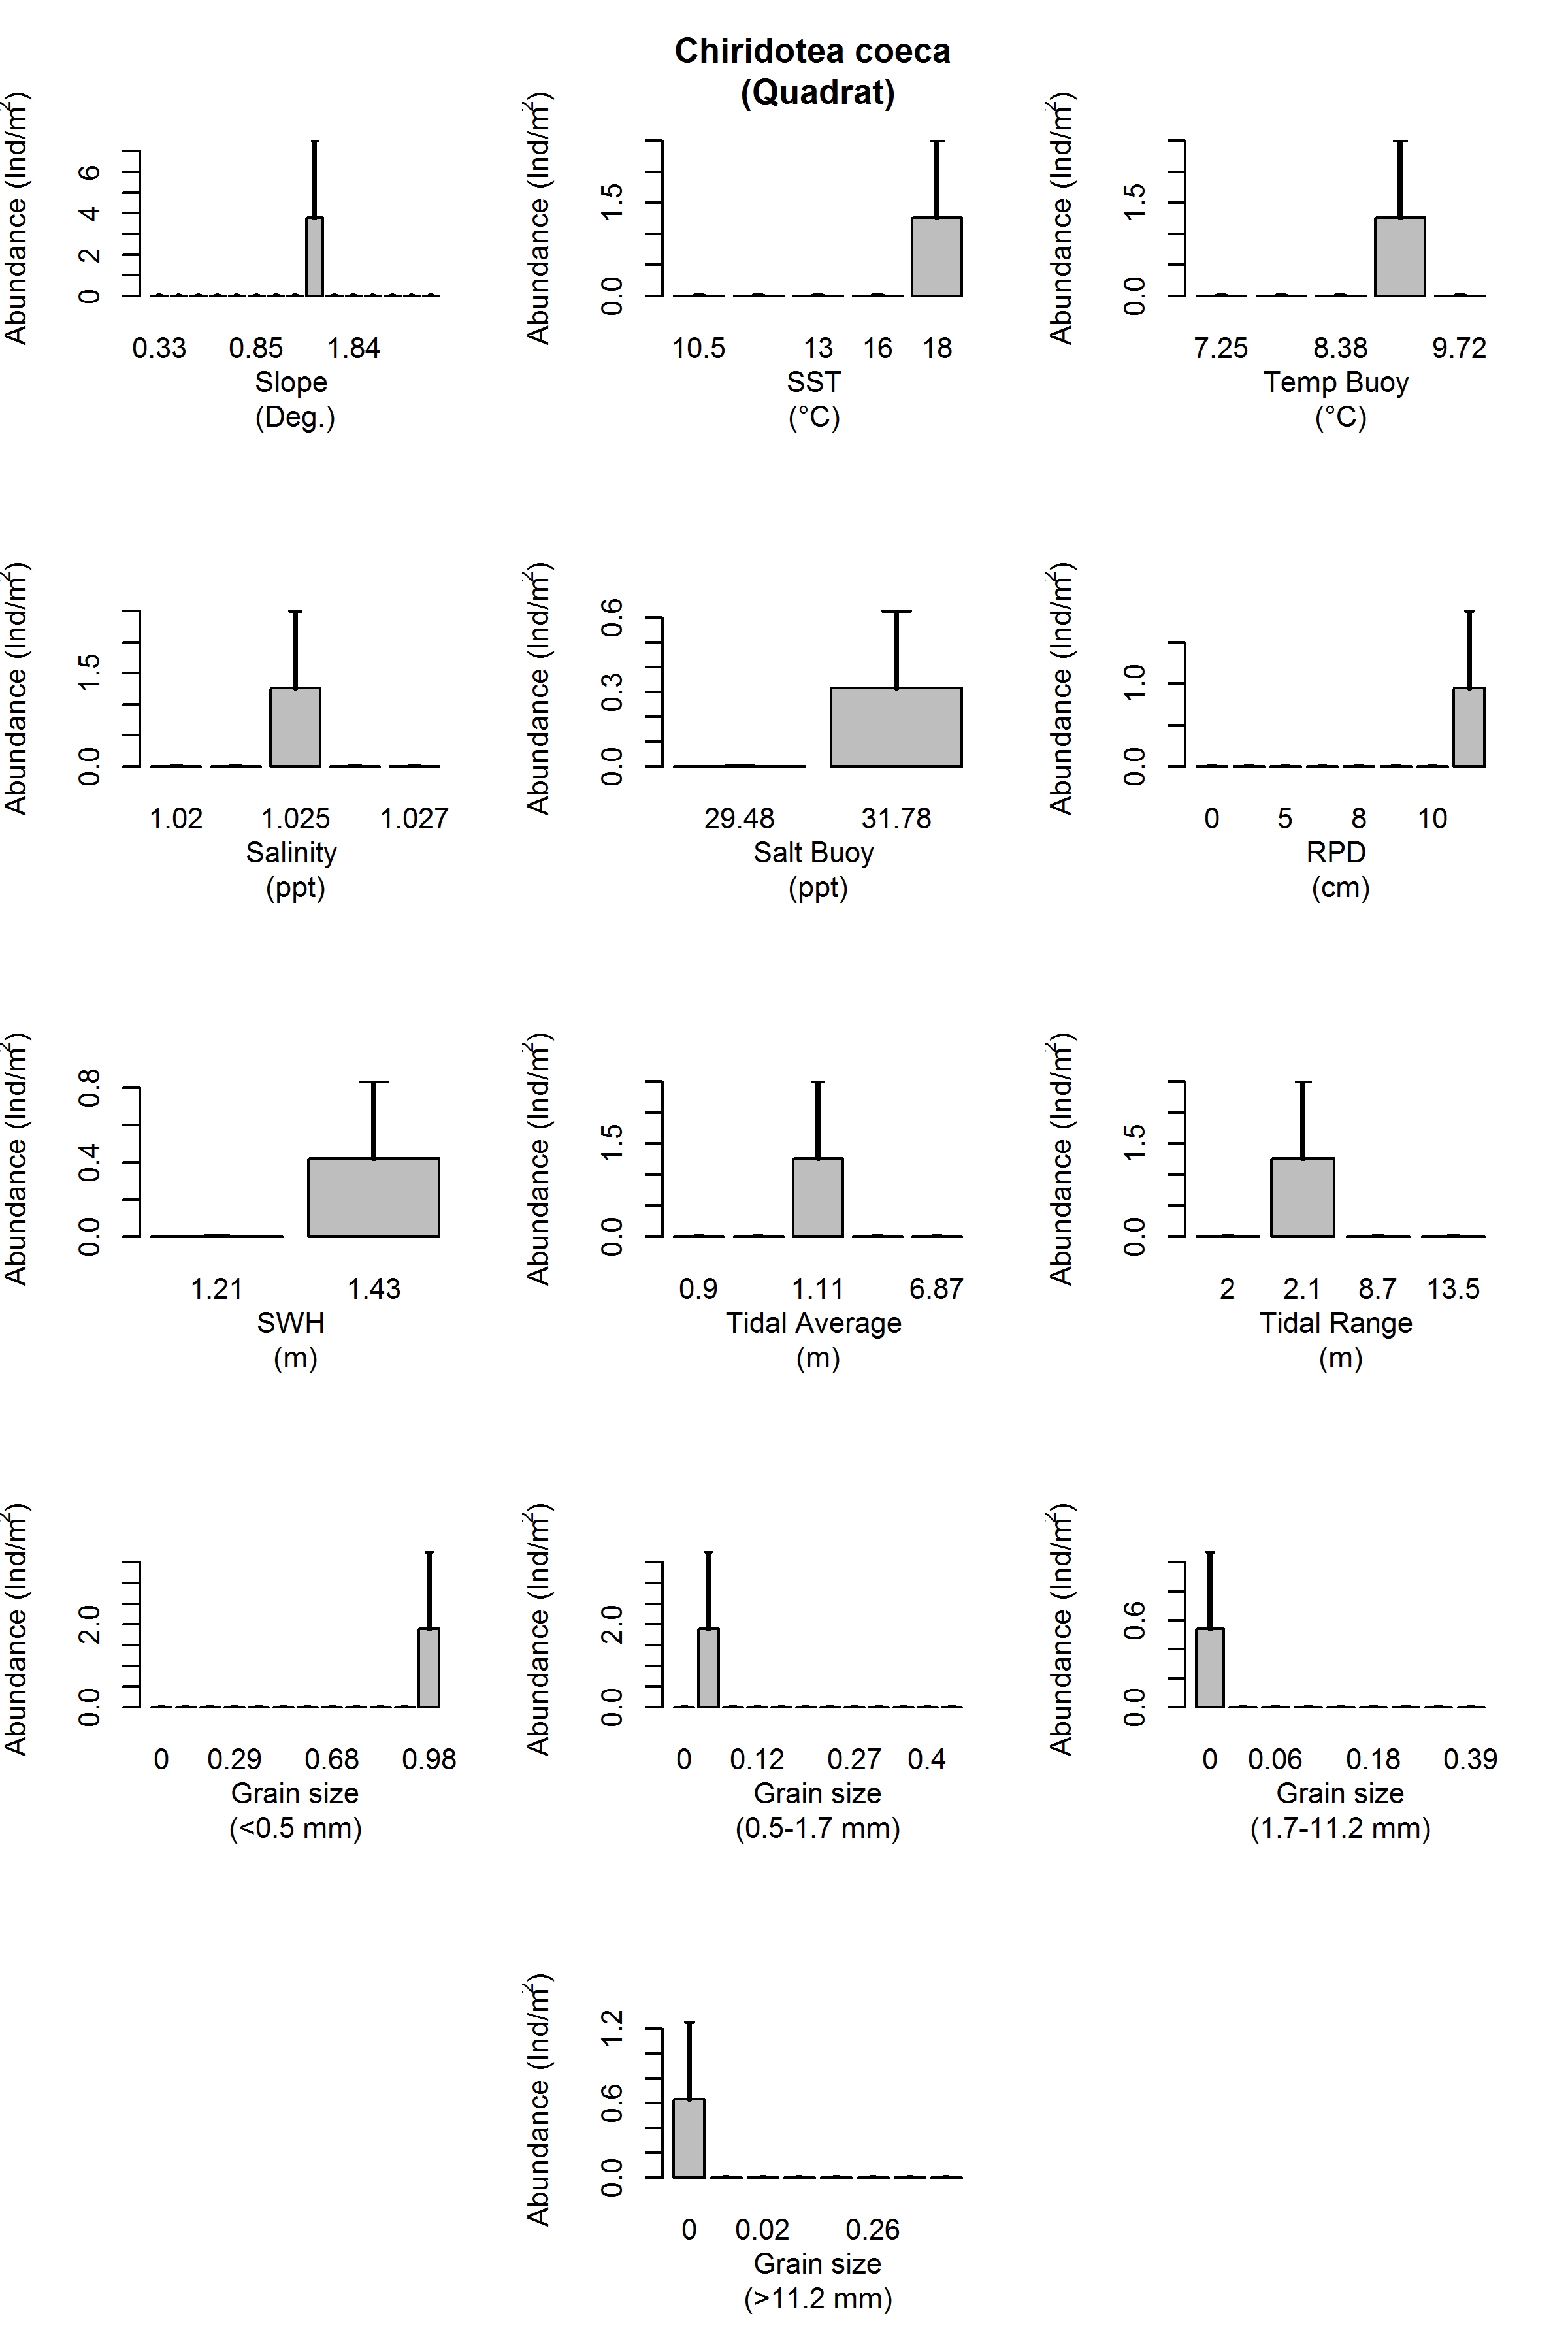 Chiridotea coeca
(Quadrat)
Abundance (Ind/m²)
0 2 4 6
0.33 0.85 1.84
Slope
(Deg.)
Abundance (Ind/m²)
0.0 1.5
10.5 13 16 18
SST
(°C)
Abundance (Ind/m²)
0.0 1.5
7.25 8.38 9.72
Temp Buoy
(°C)
Abundance (Ind/m²)
0.0 1.5
1.02 1.025 1.027
Salinity
(ppt)
Abundance (Ind/m²)
0.0 0.3 0.6
29.48 31.78
Salt Buoy
(ppt)
Abundance (Ind/m²)
0.0 1.0
0 5 8 10
RPD
(cm)
Abundance (Ind/m²)
0.0 0.4 0.8
1.21 1.43
SWH
(m)
Abundance (Ind/m²)
0.0 1.5
0.9 1.11 6.87
Tidal Average
(m)
Abundance (Ind/m²)
0.0 1.5
2 2.1 8.7 13.5
Tidal Range
(m)
Abundance (Ind/m²)
0.0 2.0
0 0.29 0.68 0.98
Grain size
(<0.5 mm)
Abundance (Ind/m²)
0.0 2.0
0 0.12 0.27 0.4
Grain size
(0.5-1.7 mm)
Abundance (Ind/m²)
0.0 0.6
0 0.06 0.18 0.39
Grain size
(1.7-11.2 mm)
Abundance (Ind/m²)
0.0 0.6 1.2
0 0.02 0.26
Grain size
(>11.2 mm)